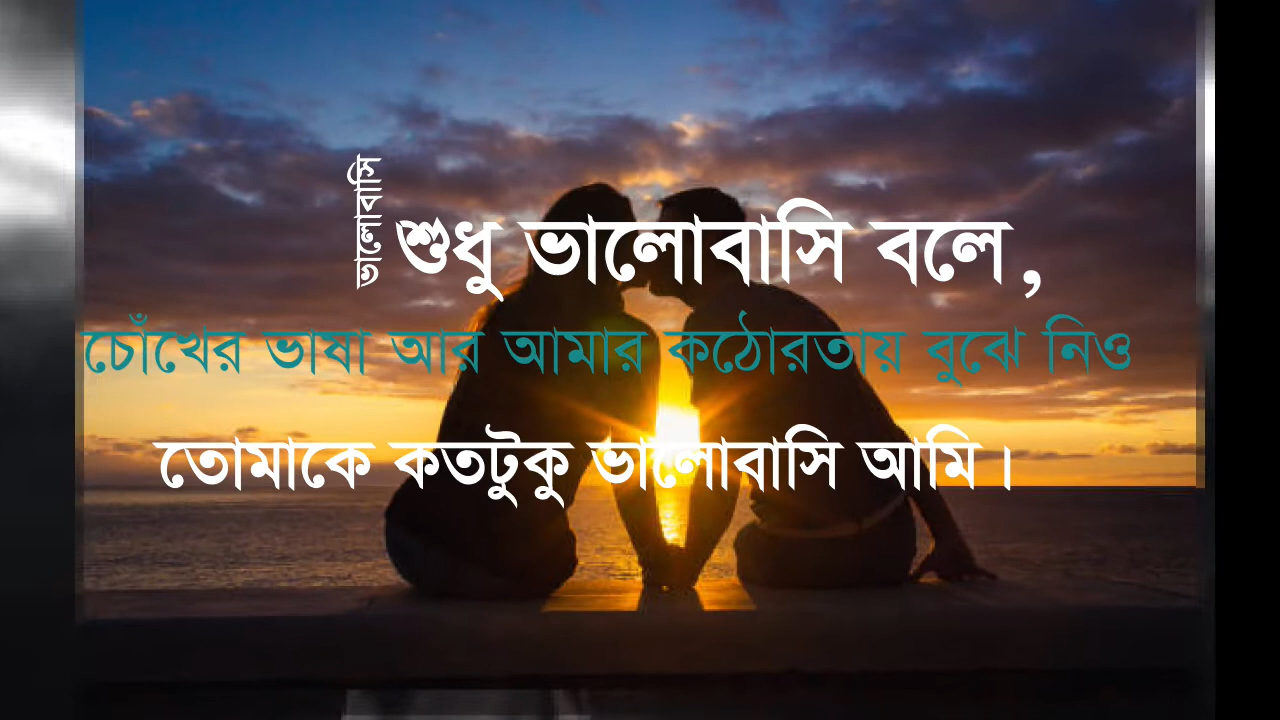 ভালোবাসি
শুধু ভালোবাসি বলে,
চোঁখের ভাষা আর আমার কঠোরতায় বুঝে নিও
তোমাকে কতটুকু ভালোবাসি আমি।